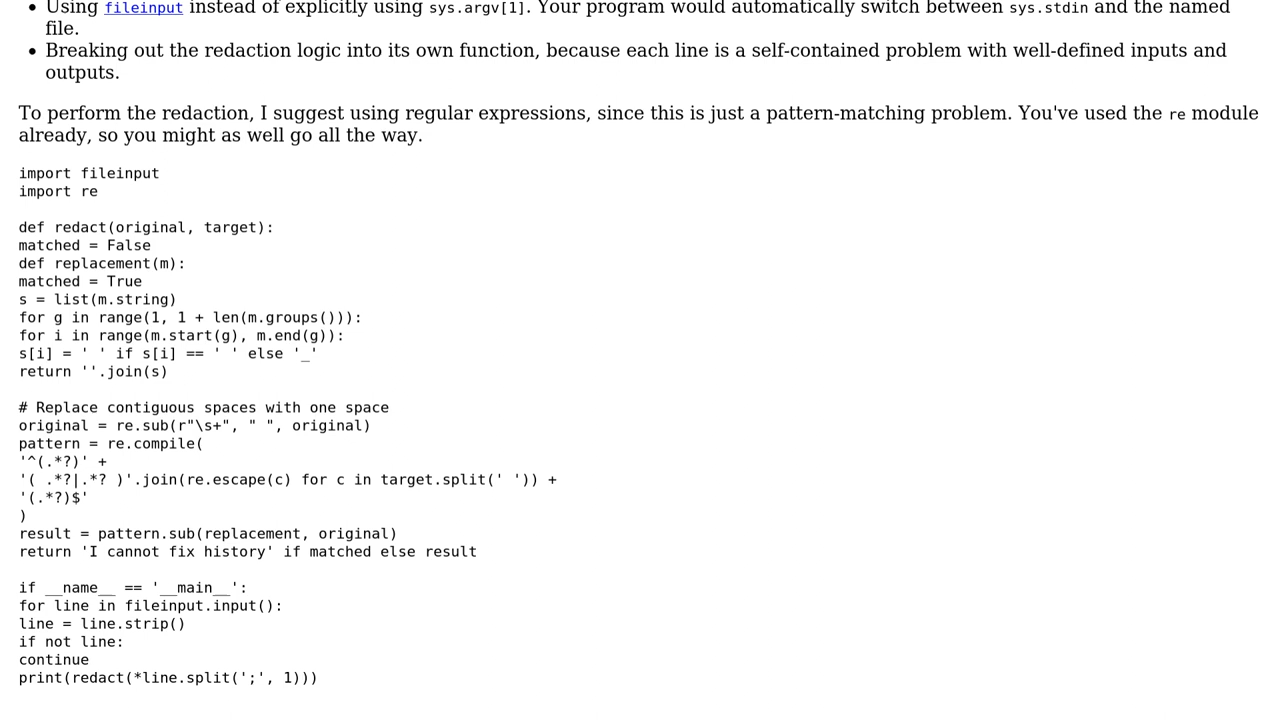 • Using fileinput instead of explicitly using sys.argv[1]. Your program would automatically switch between sys.stdin and the named
file.
• Breaking out the redaction logic into its own function, because each line is a self-contained problem with well-defined inputs and
outputs.
To perform the redaction, I suggest using regular expressions, since this is just a pattern-matching problem. You've used the re module
already, so you might as well go all the way.
import fileinput
import re
def redact(original, target):
matched = False
def replacement(m):
matched = True
s = list(m.string)
for g in range(1, 1 + len(m.groups())):
for i in range(m.start(g), m.end(g)):
s[i] = ' ' if s[i] == ' ' else '_'
return ''.join(s)
# Replace contiguous spaces with one space
original = re.sub(r"\s+", " ", original)
pattern = re.compile(
'^(.*?)' +
'( .*?|.*? )'.join(re.escape(c) for c in target.split(' ')) +
'(.*?)$'
)
result = pattern.sub(replacement, original)
return 'I cannot fix history' if matched else result
if __name__ == '__main__':
for line in fileinput.input():
line = line.strip()
if not line:
continue
print(redact(*line.split(';', 1)))